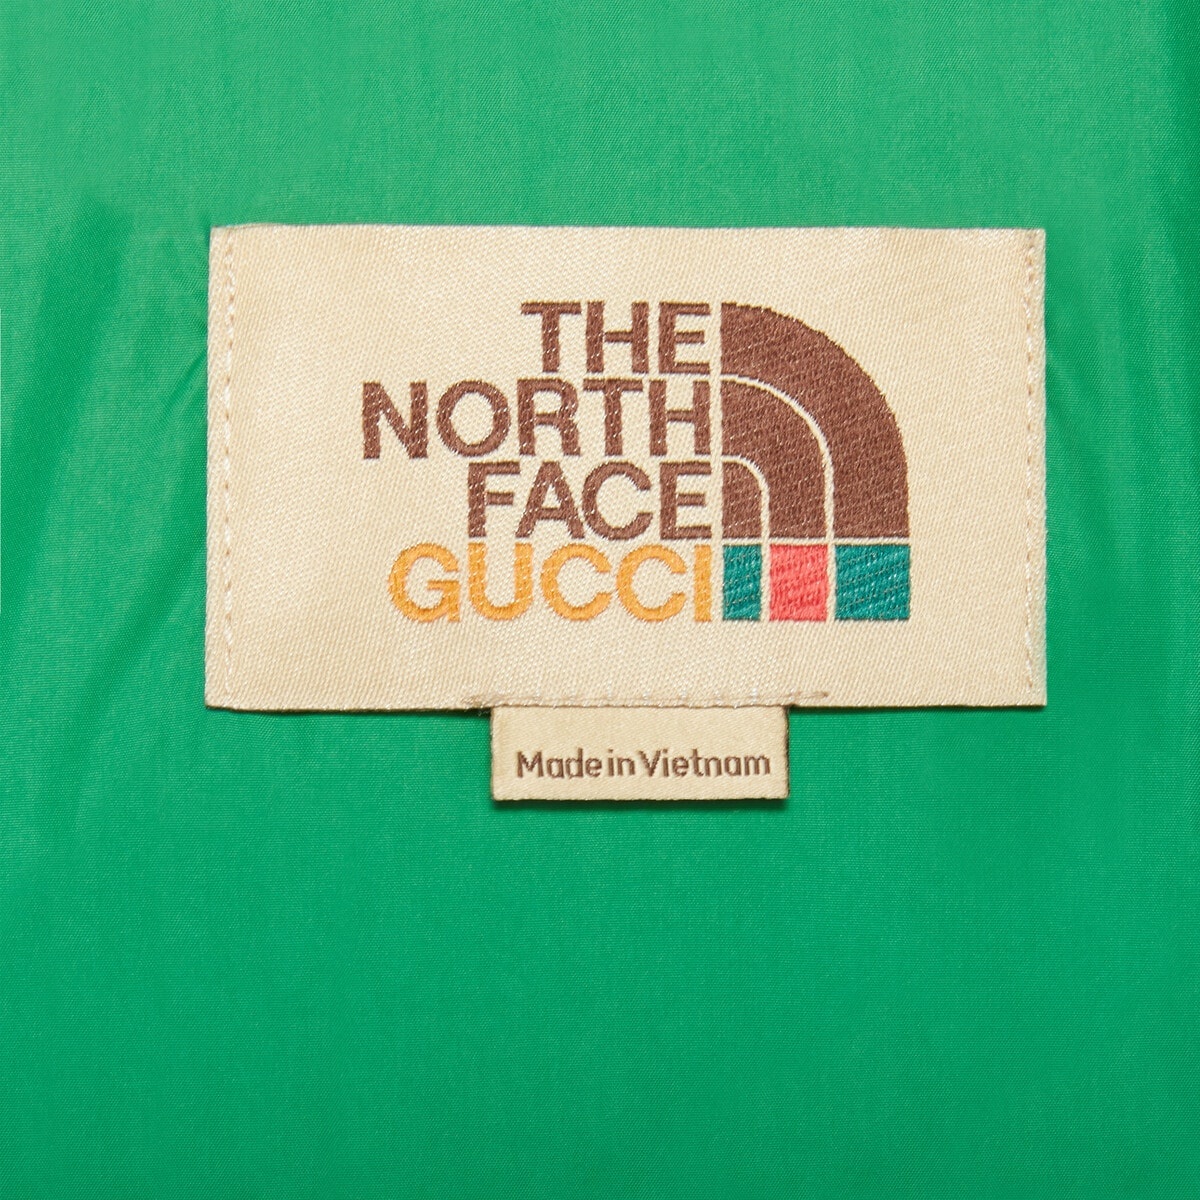 THE
NORTH
FACE
GUCCI
Made in Vietnam